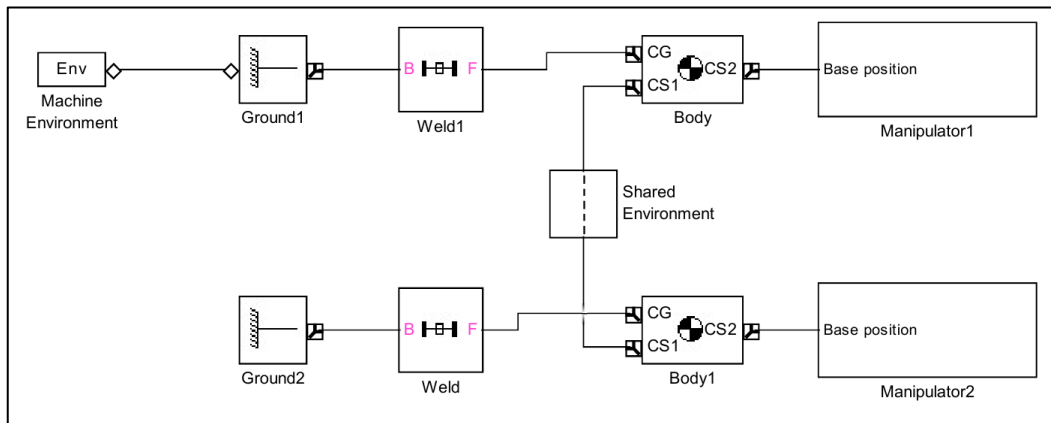 Env
Machine
Environment
Ground1
B
F
Weld1
CG
CS1
CS2
Body
Base position
Manipulator1
Shared
Environment
Ground2
B
F
Weld
CG
CS1
CS2
Body1
Base position
Manipulator2